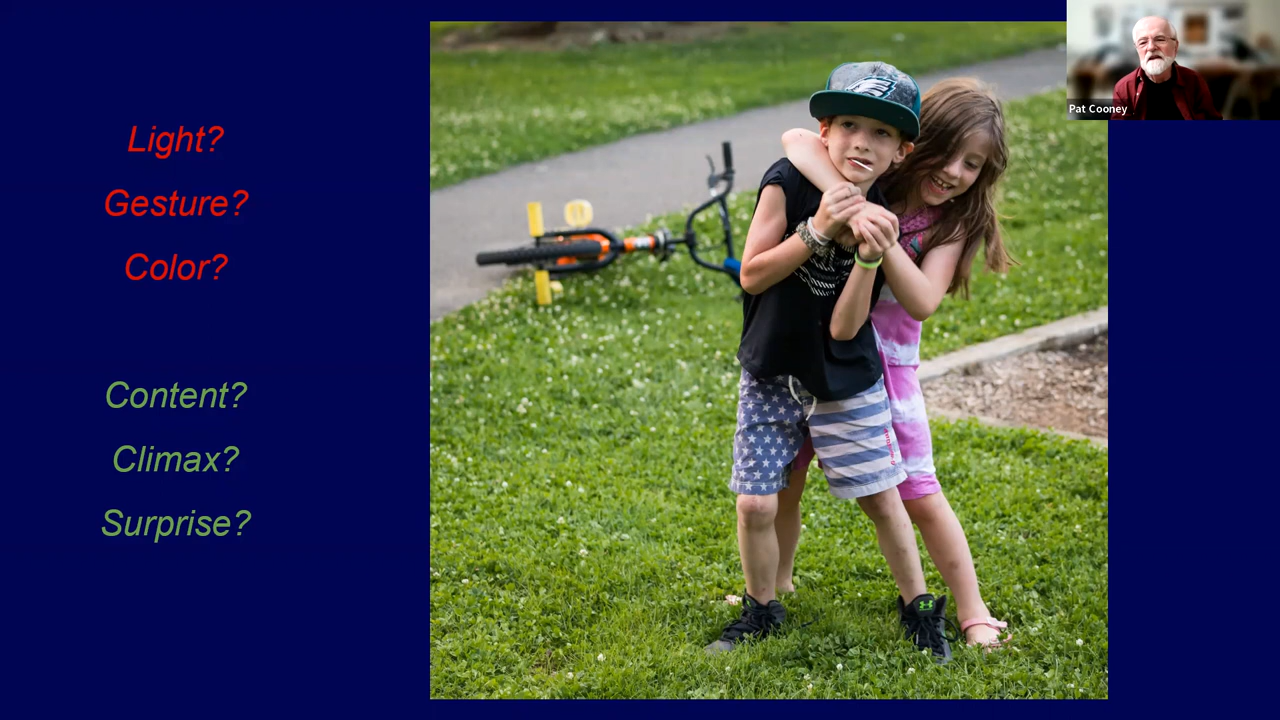 Light?
Gesture?
Color?
Content?
Climax?
Surprise?
Pat Cooney